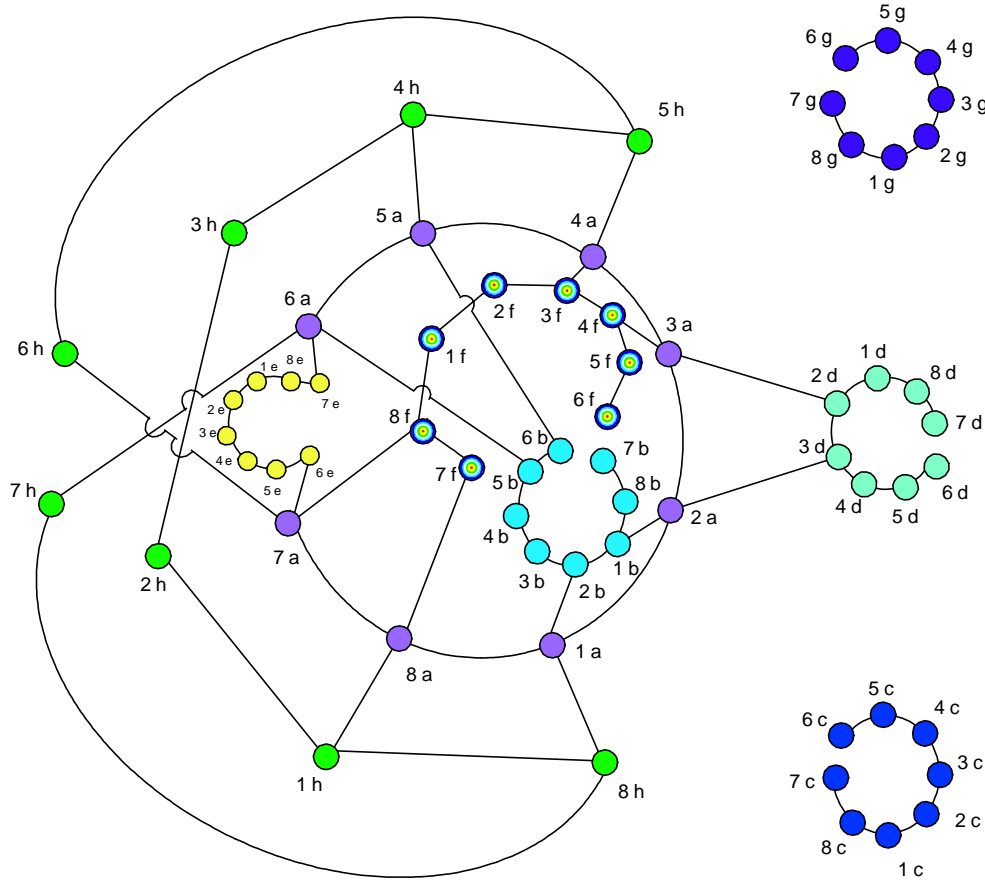 5 g
6 g
4 g
4 h
7 g
3 g
5 h
2 g
8 g
1 g
5 a
4 a
3 h
6 a
2 f
3 f
4 f
3 a
6 h
1 f
5 f
1 d
8 d
1 e
8 e
2 d
7 e
6 f
2 e
8 f
7 d
3 e
6 b
7 b
3 d
4 e
6 e
7 f
5 b
8 b
5 e
6 d
7 h
4 d
5 d
2 a
7 a
4 b
1 b
2 h
3 b
2 b
8 a
1 a
5 c
4 c
6 c
3 c
1 h
7 c
8 h
2 c
8 c
1 c